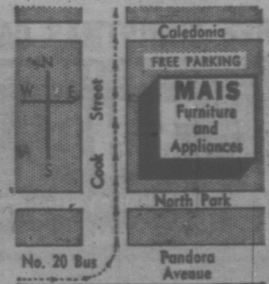 Caledonia
FREE PARKING
N
W E
S
MAIS
Furniture
and
Appliances
Cook Street
North Park
No. 20 Bus
Pandora
Avenue